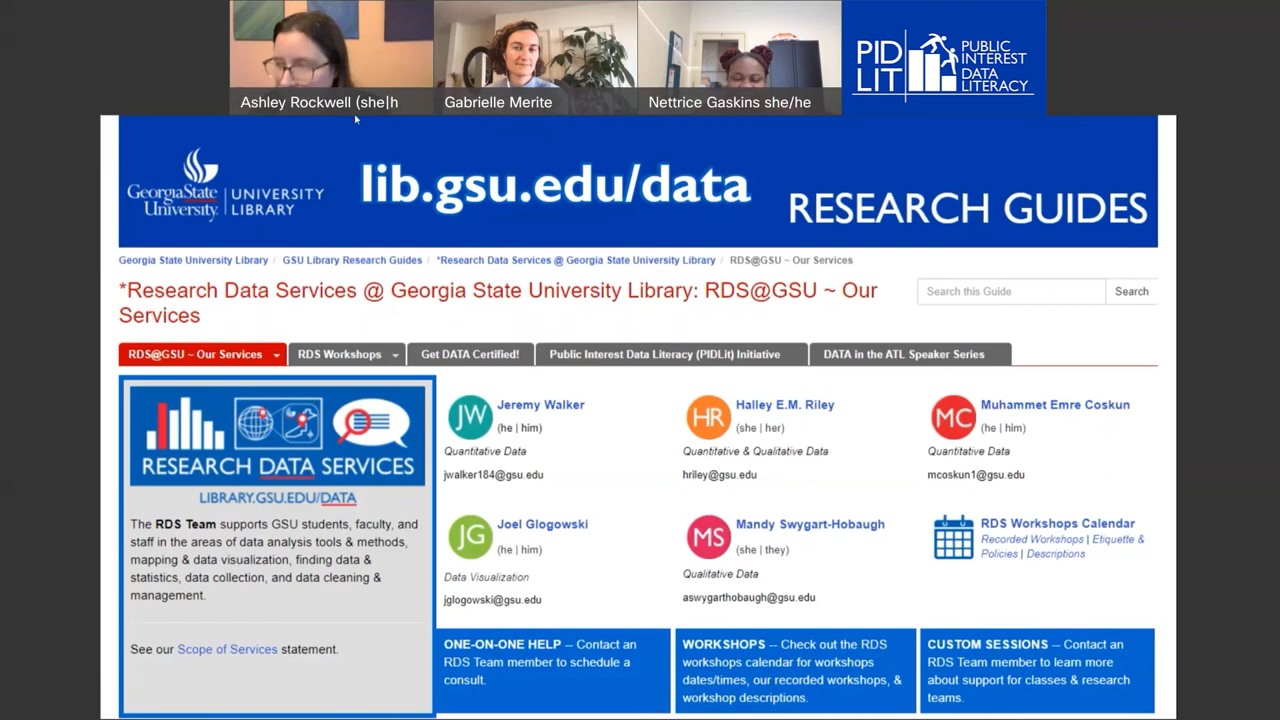 Ashley Rockwell (she|h
Gabrielle Merite
Nettrice Gaskins she/he
PID
LIT
PUBLIC
INTEREST
DATA
LITERACY
GeorgiaState
University
UNIVERSITY
LIBRARY
lib.gsu.edu/data
RESEARCH GUIDES
Georgia State University Library / GSU Library Research Guides / *Research Data Services @ Georgia State University Library / RDS@GSU ~ Our Services
*Research Data Services @ Georgia State University Library: RDS@GSU ~ Our
Services
Search this Guide
Search
RDS@GSU ~ Our Services
RDS Workshops
Get DATA Certified!
Public Interest Data Literacy (PIDLit) Initiative
DATA in the ATL Speaker Series
RESEARCH DATA SERVICES
LIBRARY.GSU.EDU/DATA
The RDS Team supports GSU students, faculty, and
staff in the areas of data analysis tools & methods,
mapping & data visualization, finding data &
statistics, data collection, and data cleaning &
management.
See our Scope of Services statement.
JW
Jeremy Walker
(he | him)
Quantitative Data
jwalker184@gsu.edu
HR
Halley E.M. Riley
(she | her)
Quantitative & Qualitative Data
hriley@gsu.edu
MC
Muhammet Emre Coskun
(he | him)
Quantitative Data
mcoskun1@gsu.edu
JG
Joel Glogowski
(he | him)
Data Visualization
jglogowski@gsu.edu
MS
Mandy Swygart-Hobaugh
(she | they)
Qualitative Data
aswygarthobaugh@gsu.edu
RDS Workshops Calendar
Recorded Workshops | Etiquette &
Policies | Descriptions
ONE-ON-ONE HELP -- Contact an
RDS Team member to schedule a
consult.
WORKSHOPS -- Check out the RDS
workshops calendar for workshops
dates/times, our recorded workshops, &
workshop descriptions.
CUSTOM SESSIONS -- Contact an
RDS Team member to learn more
about support for classes & research
teams.